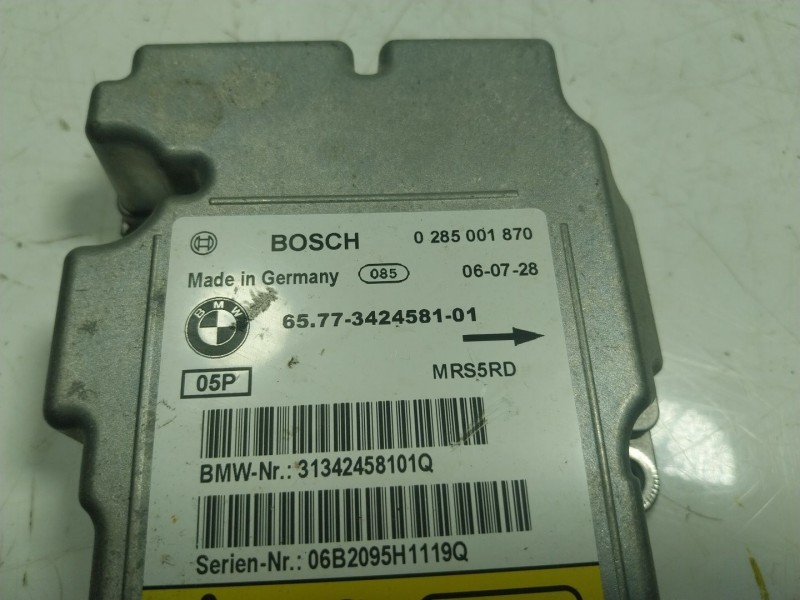 BOSCH 0 285 001 870
Made in Germany 085 06-07-28
BMW 65.77-3424581-01
05P MRS5RD
BMW-Nr.: 31342458101Q
Serien-Nr.: 06B2095H1119Q